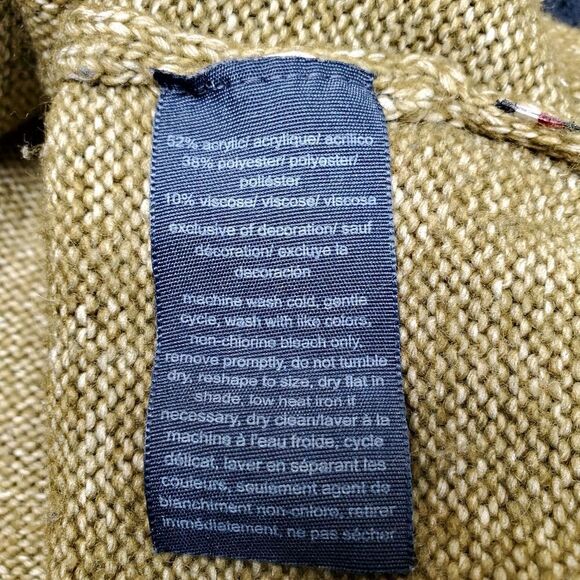 52% acrylic/ acrylique/ acrílico
38% polyester/ polyester/
poliéster
10% viscose/ viscose/ viscosa
exclusive of decoration/ sauf
décoration/ excluye la
decoración
machine wash cold, gentle
cycle, wash with like colors,
non-chlorine bleach only,
remove promptly, do not tumble
dry, reshape to size, dry flat in
shade, low heat iron if
necessary, dry clean/laver à la
machine à l'eau froide, cycle
délicat, laver en séparant les
couleurs, seulement agent de
blanchiment non-chlore, retirer
immédiatement, ne pas sécher